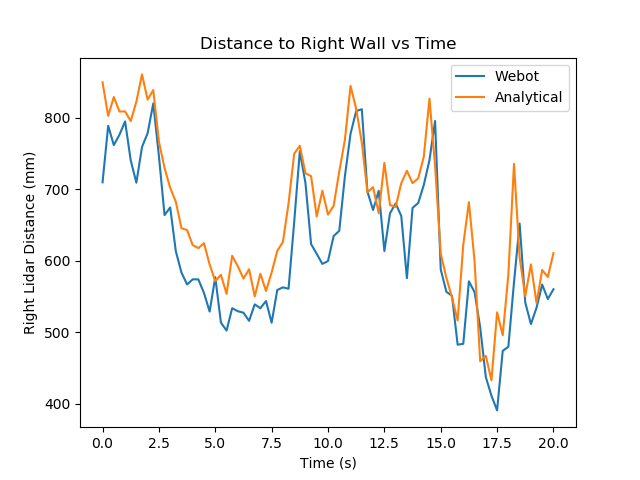 Distance to Right Wall vs Time
Webot
Analytical
Right Lidar Distance (mm)
800
700
600
500
400
0.0 2.5 5.0 7.5 10.0 12.5 15.0 17.5 20.0
Time (s)